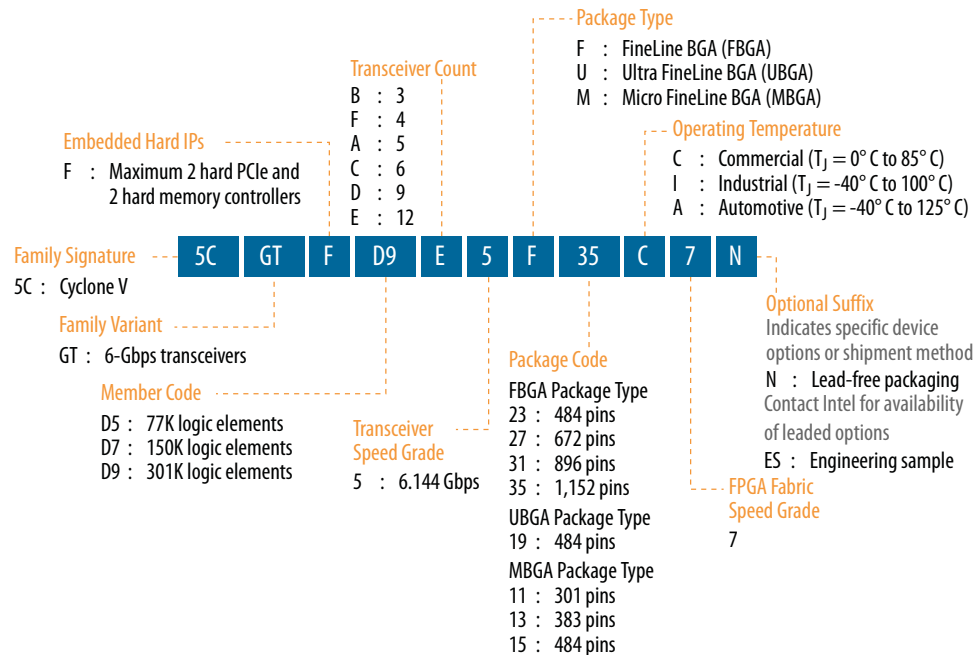 Package Type
F : FineLine BGA (FBGA)
U : Ultra FineLine BGA (UBGA)
M : Micro FineLine BGA (MBGA)
Transceiver Count
B : 3
F : 4
A : 5
C : 6
D : 9
E : 12
Operating Temperature
C : Commercial (TJ = 0° C to 85° C)
I : Industrial (TJ = -40° C to 100° C)
A : Automotive (TJ = -40° C to 125° C)
Embedded Hard IPs
F : Maximum 2 hard PCIe and
2 hard memory controllers
Family Signature
5C : Cyclone V
5C GT F D9 E 5 F 35 C 7 N
Family Variant
GT : 6-Gbps transceivers
Member Code
D5 : 77K logic elements
D7 : 150K logic elements
D9 : 301K logic elements
Transceiver
Speed Grade
5 : 6.144 Gbps
Package Code
FBGA Package Type
23 : 484 pins
27 : 672 pins
31 : 896 pins
35 : 1,152 pins
UBGA Package Type
19 : 484 pins
MBGA Package Type
11 : 301 pins
13 : 383 pins
15 : 484 pins
FPGA Fabric
Speed Grade
7
Optional Suffix
Indicates specific device
options or shipment method
N : Lead-free packaging
Contact Intel for availability
of leaded options
ES : Engineering sample